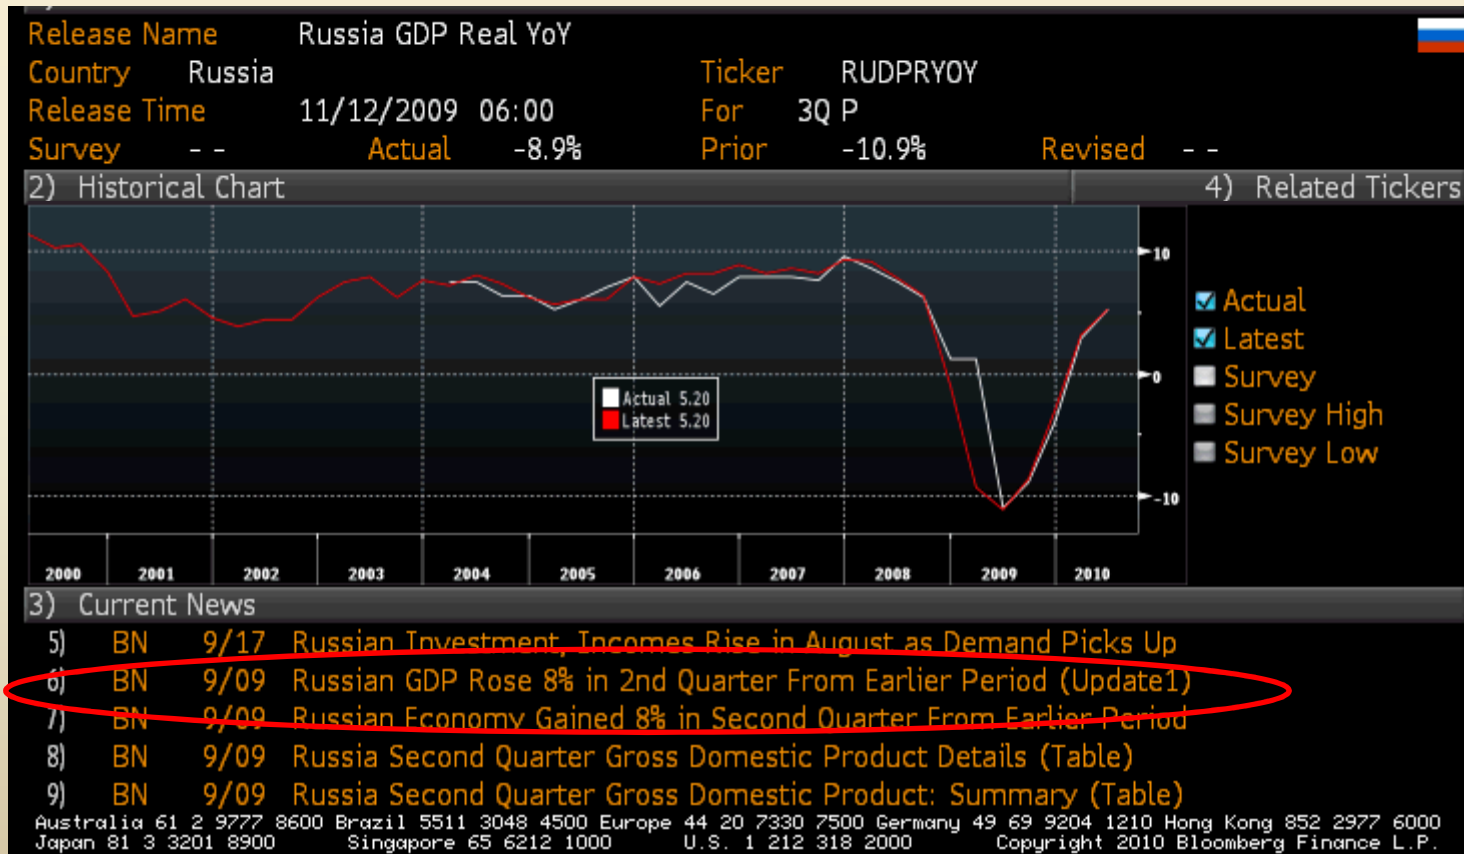 Release Name Russia GDP Real YoY
Country Russia Ticker RUDPRYOY
Release Time 11/12/2009 06:00 For 3Q P
Survey -- Actual -8.9% Prior -10.9% Revised --
2) Historical Chart 4) Related Tickers
10
Actual
Latest
Survey
0
Actual 5.20
Latest 5.20
Survey High
Survey Low
-10
2000 2001 2002 2003 2004 2005 2006 2007 2008 2009 2010
3) Current News
5) BN 9/17 Russian Investment, Incomes Rise in August as Demand Picks Up
6) BN 9/09 Russian GDP Rose 8% in 2nd Quarter From Earlier Period (Update1)
7) BN 9/09 Russian Economy Gained 8% in Second Quarter From Earlier Period
8) BN 9/09 Russia Second Quarter Gross Domestic Product Details (Table)
9) BN 9/09 Russia Second Quarter Gross Domestic Product: Summary (Table)
Australia 61 2 9777 8600 Brazil 5511 3048 4500 Europe 44 20 7330 7500 Germany 49 69 9204 1210 Hong Kong 852 2977 6000
Japan 81 3 3201 8900 Singapore 65 6212 1000 U.S. 1 212 318 2000 Copyright 2010 Bloomberg Finance L.P.